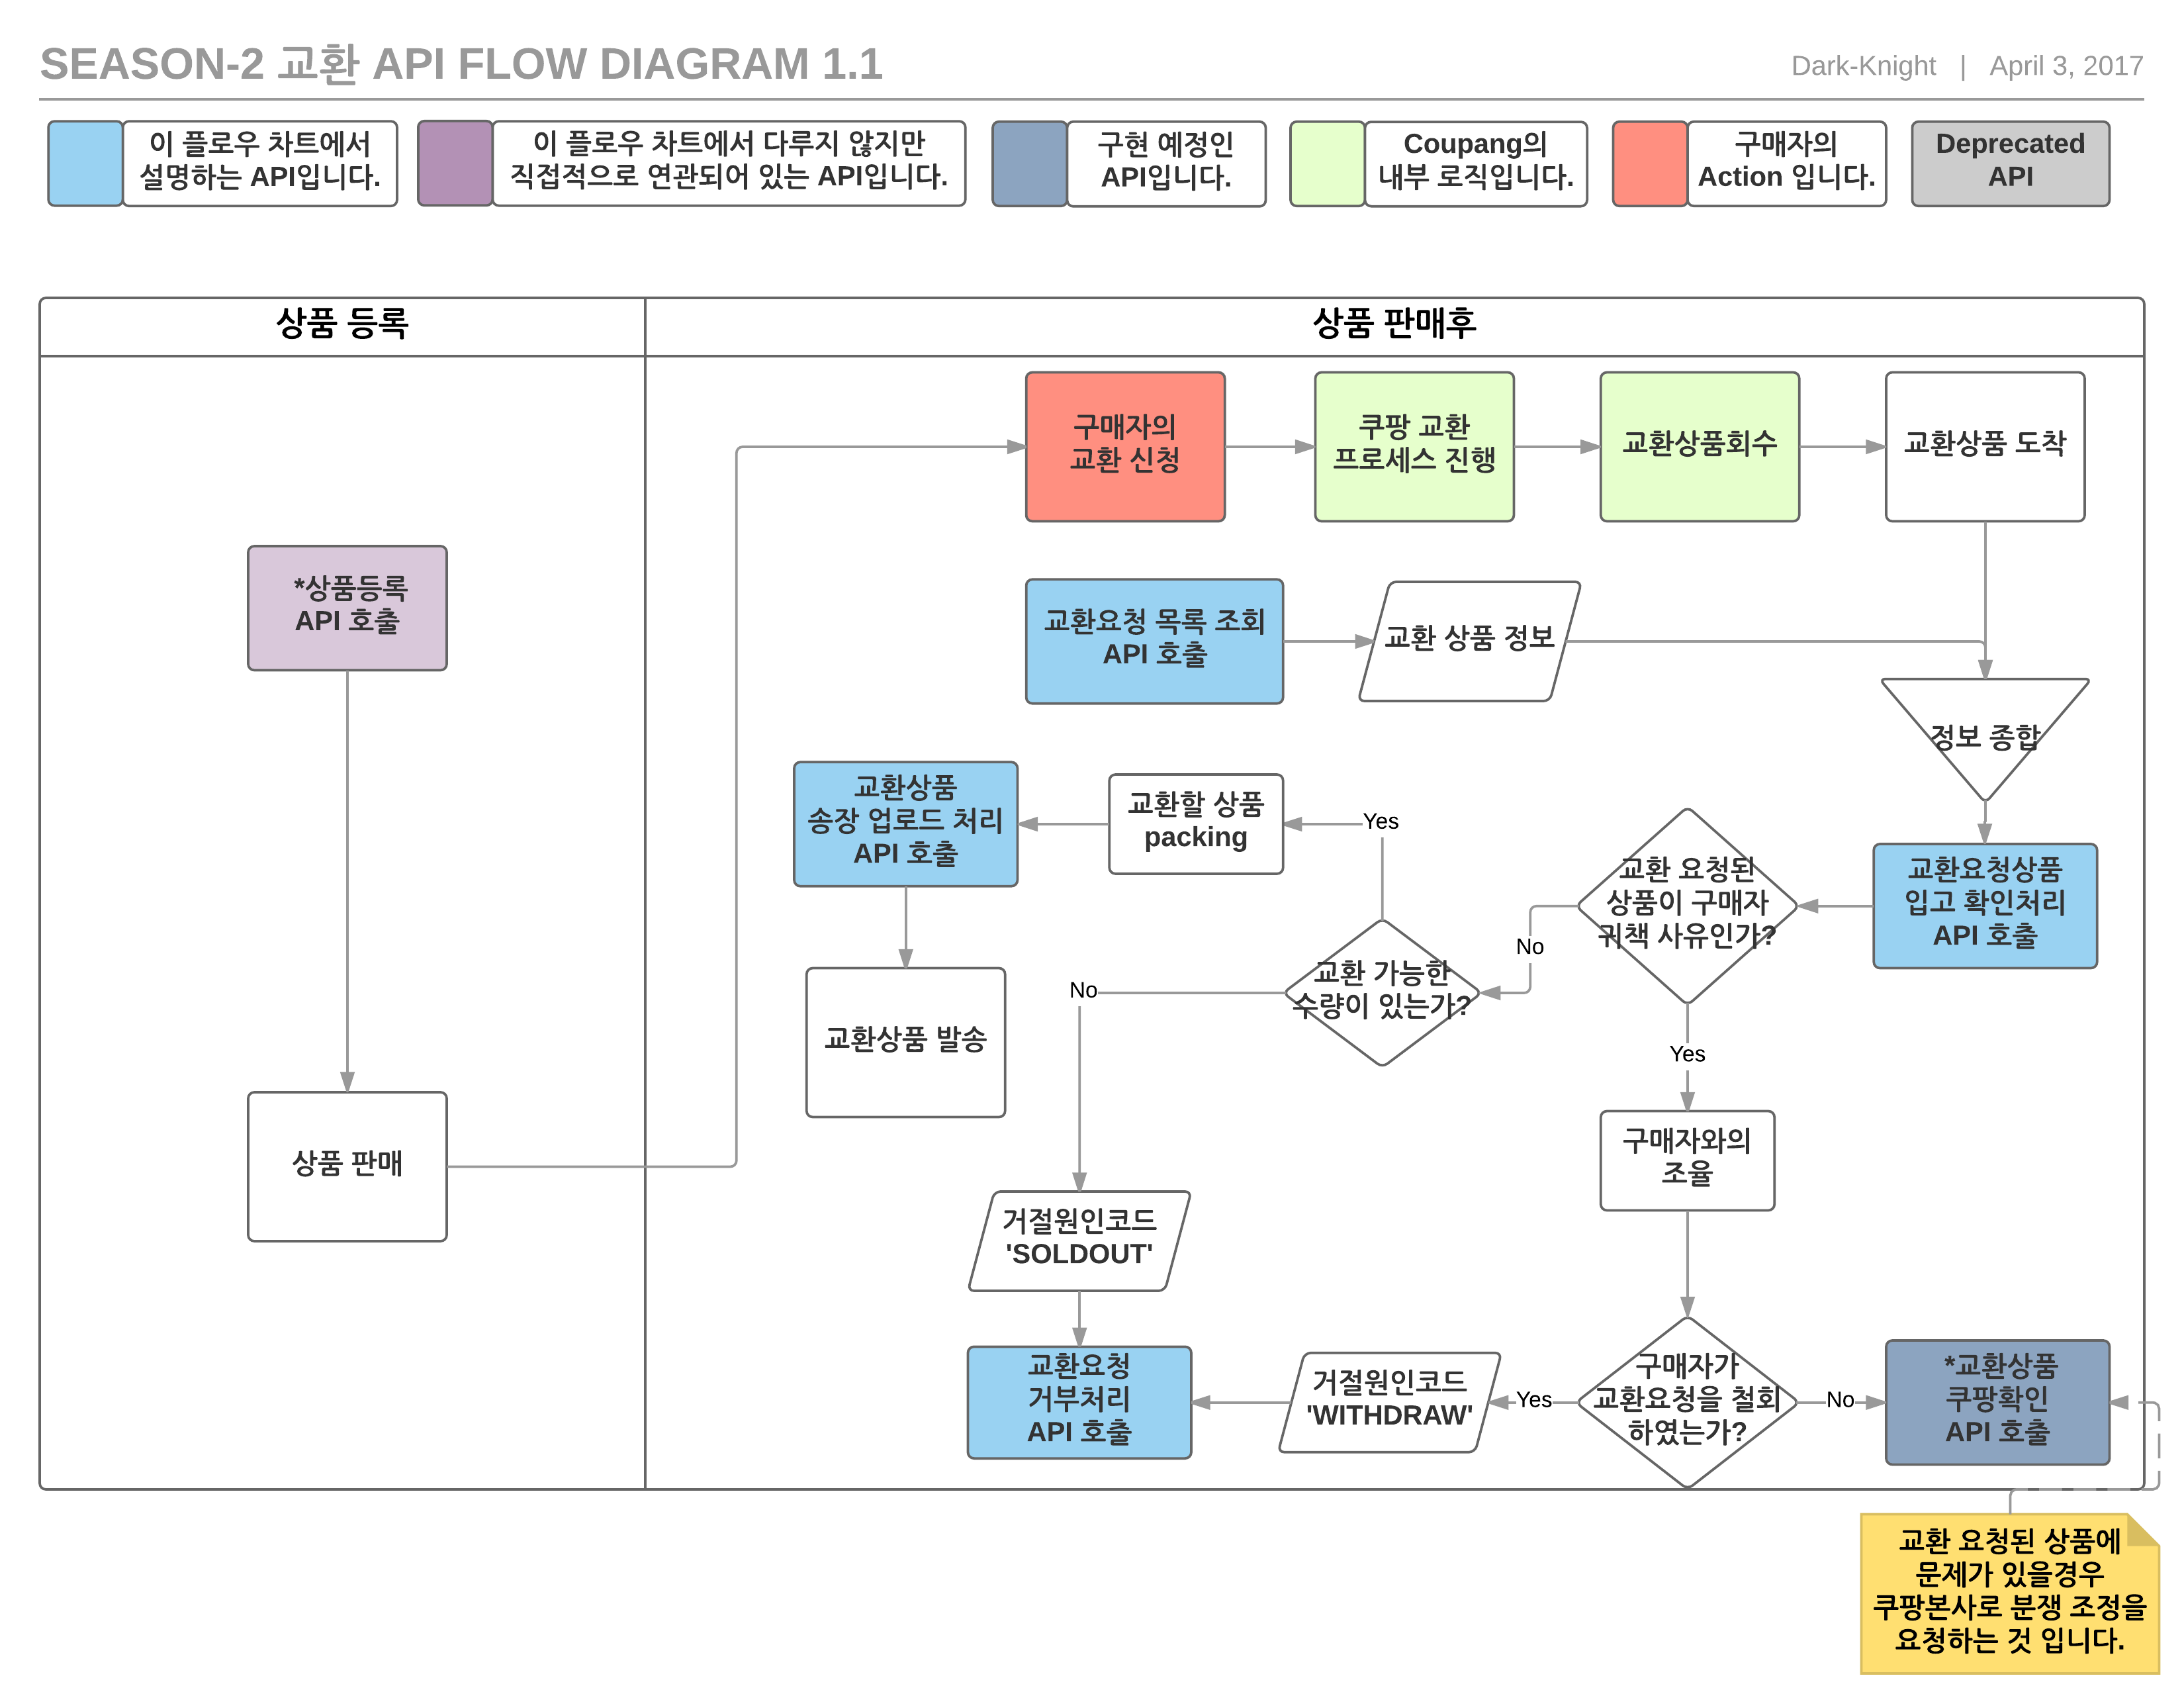 SEASON-2 교환 API FLOW DIAGRAM 1.1
Dark-Knight | April 3, 2017
이 플로우 차트에서
설명하는 API입니다.
이 플로우 차트에서 다루지 않지만
직접적으로 연관되어 있는 API입니다.
구현 예정인
API입니다.
Coupang의
내부 로직입니다.
구매자의
Action 입니다.
Deprecated
API
상품 등록
상품 판매후
구매자의
교환 신청
쿠팡 교환
프로세스 진행
교환상품회수
교환상품 도착
*상품등록
API 호출
교환요청 목록 조회
API 호출
교환 상품 정보
정보 종합
교환상품
송장 업로드 처리
API 호출
교환할 상품
packing
Yes
교환 요청된
상품이 구매자
귀책 사유인가?
교환요청상품
입고 확인처리
API 호출
No
교환 가능한
수량이 있는가?
No
교환상품 발송
Yes
구매자와의
조율
상품 판매
거절원인코드
'SOLDOUT'
교환요청
거부처리
API 호출
거절원인코드
'WITHDRAW'
Yes
구매자가
교환요청을 철회
하였는가?
No
*교환상품
쿠팡확인
API 호출
교환 요청된 상품에
문제가 있을경우
쿠팡본사로 분쟁 조정을
요청하는 것 입니다.